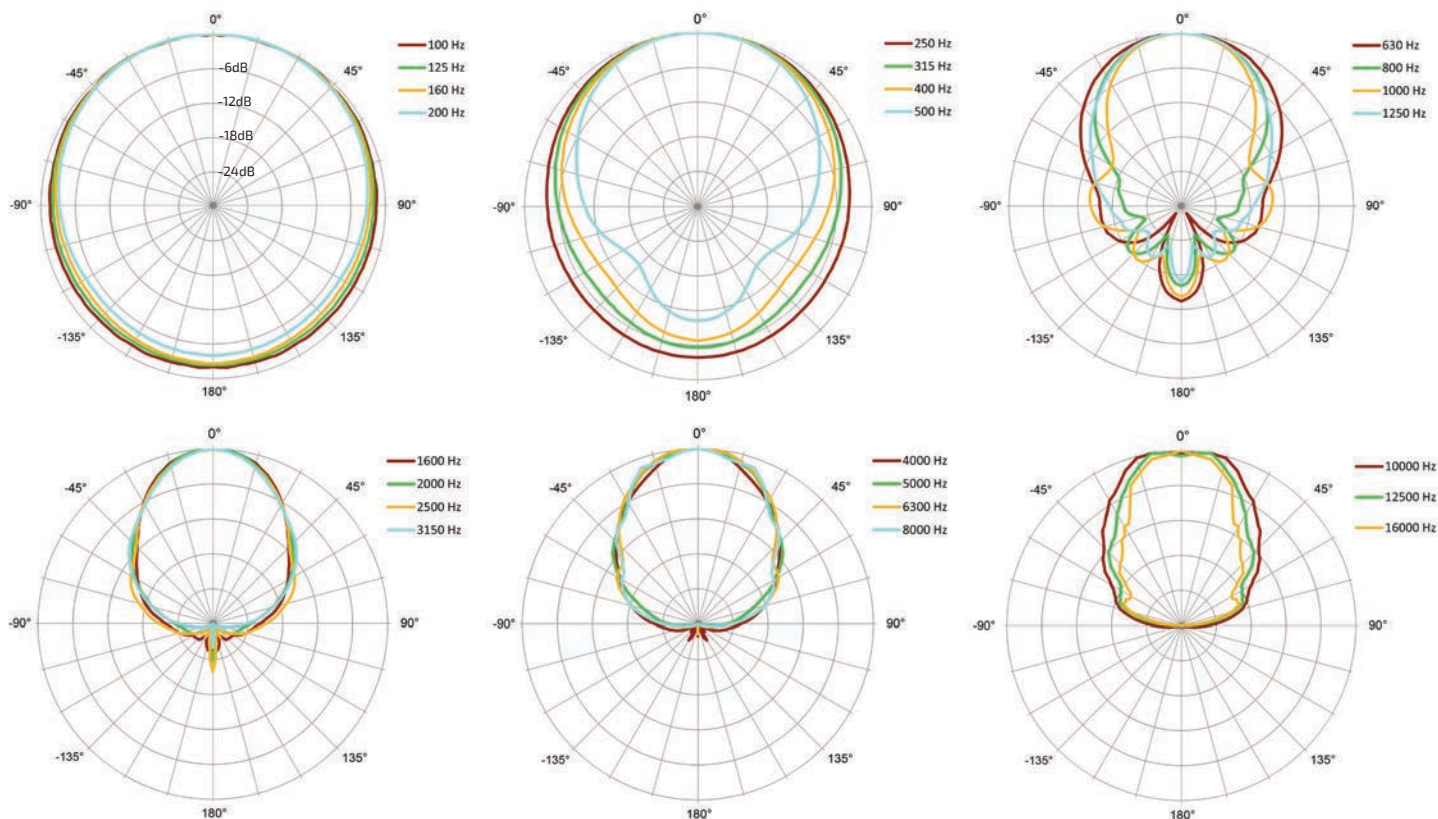 0°
100 Hz
125 Hz
160 Hz
200 Hz
-45°
45°
-6dB
-12dB
-18dB
-24dB
-90°
90°
-135°
135°
180°
0°
250 Hz
315 Hz
400 Hz
500 Hz
-45°
45°
-90°
90°
-135°
135°
180°
0°
630 Hz
800 Hz
1000 Hz
1250 Hz
-45°
45°
-90°
90°
-135°
135°
180°
0°
1600 Hz
2000 Hz
2500 Hz
3150 Hz
-45°
45°
-90°
90°
-135°
135°
180°
0°
4000 Hz
5000 Hz
6300 Hz
8000 Hz
-45°
45°
-90°
90°
-135°
135°
180°
0°
10000 Hz
12500 Hz
16000 Hz
-45°
45°
-90°
90°
-135°
135°
180°